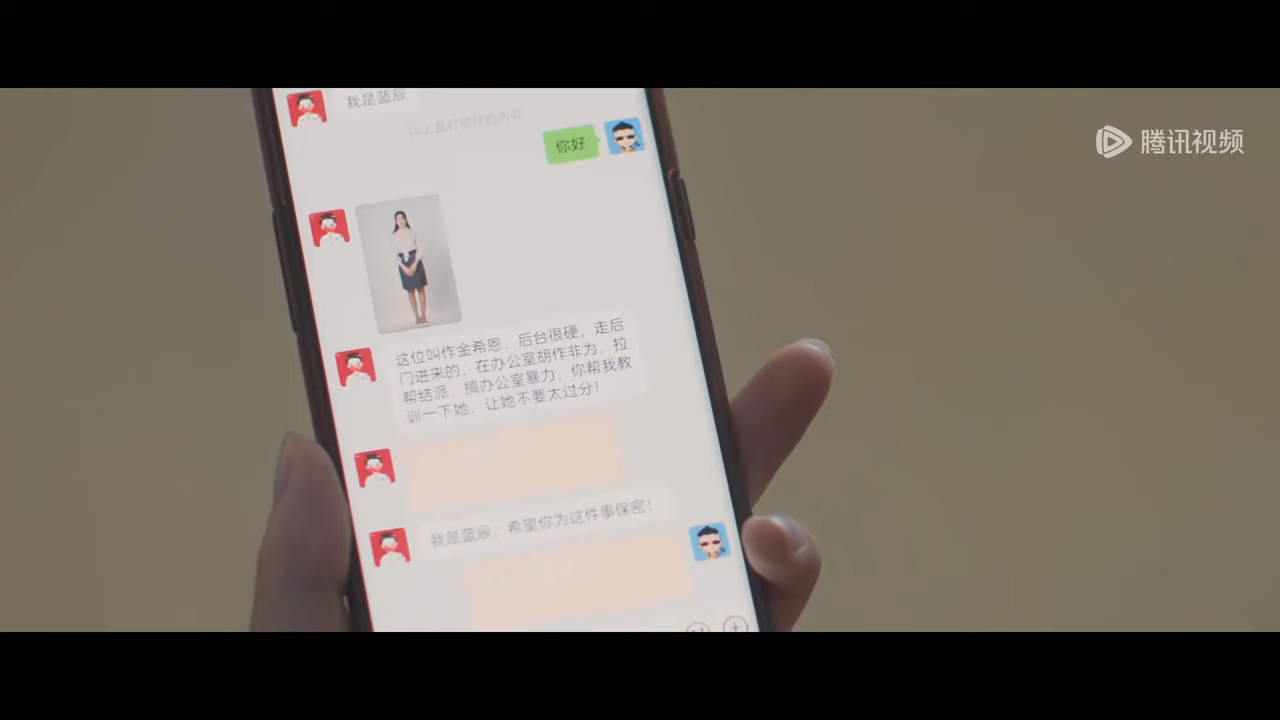 我是蓝辰
以上是打招呼的内容
你好
腾讯视频
这位叫作金希恩，后台很硬，走后
门进来的，在办公室胡作非为，拉
帮结派，搞办公室暴力，你帮我教
训一下她，让她不要太过分！
我是蓝辰，希望你为这件事保密！